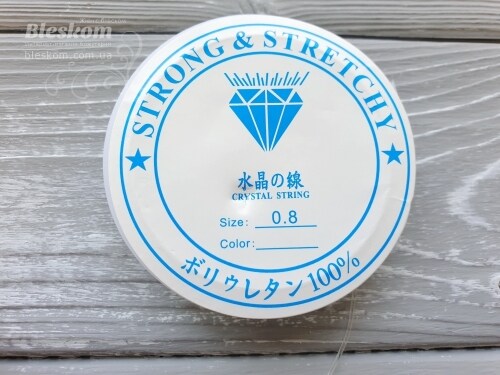 Bleskom
bleskom.com.ua
STRONG & STRETCHY
水晶の線
CRYSTAL STRING
Size: 0.8
Color:
ボリウレタン100%